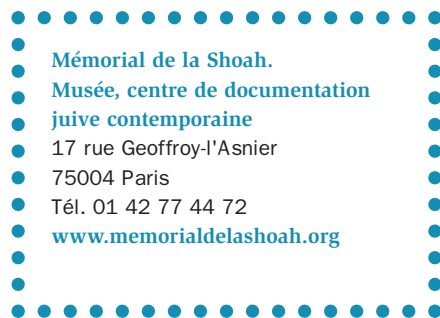 Mémorial de la Shoah.
Musée, centre de documentation
juive contemporaine
17 rue Geoffroy-l'Asnier
75004 Paris
Tél. 01 42 77 44 72
www.memorialdelashoah.org